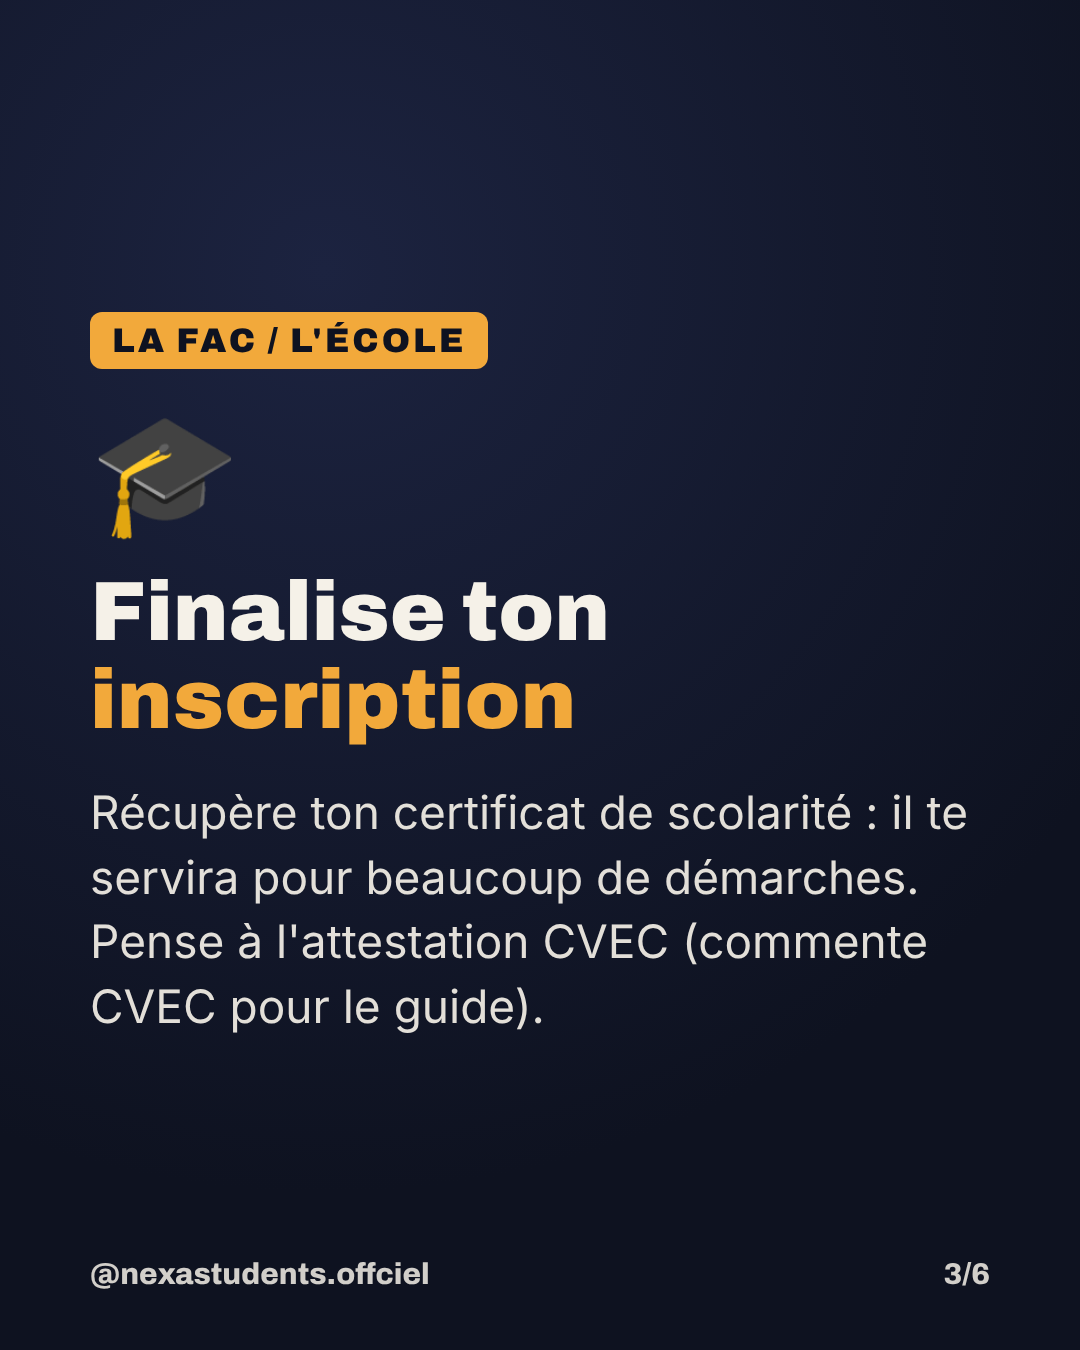 LA FAC / L'ÉCOLE
Finalise ton
inscription
Récupère ton certificat de scolarité : il te
servira pour beaucoup de démarches.
Pense à l'attestation CVEC (commente
CVEC pour le guide).
@nexastudents.offciel
3/6